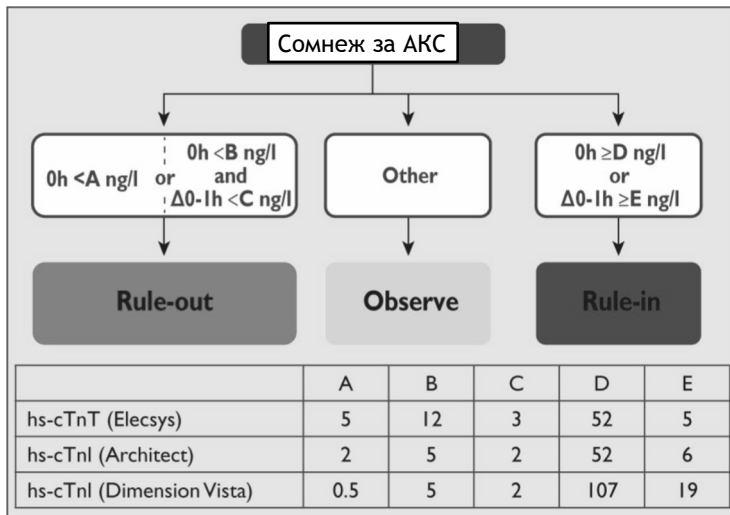 Сомнеж за АКС
0h <A ng/l or
0h <B ng/l
and
Δ0-1h <C ng/l
Other
0h ≥D ng/l
or
Δ0-1h ≥E ng/l
Rule-out
Observe
Rule-in
A B C D E
hs-cTnT (Elecsys) 5 12 3 52 5
hs-cTnI (Architect) 2 5 2 52 6
hs-cTnI (Dimension Vista) 0.5 5 2 107 19